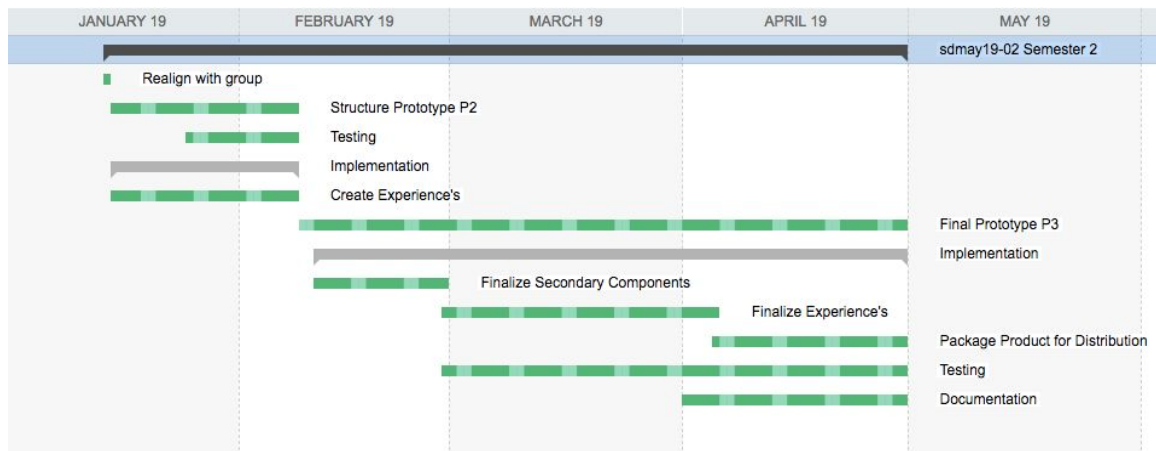 JANUARY 19 FEBRUARY 19 MARCH 19 APRIL 19 MAY 19
sdmay19-02 Semester 2
Realign with group
Structure Prototype P2
Testing
Implementation
Create Experience's
Final Prototype P3
Implementation
Finalize Secondary Components
Finalize Experience's
Package Product for Distribution
Testing
Documentation